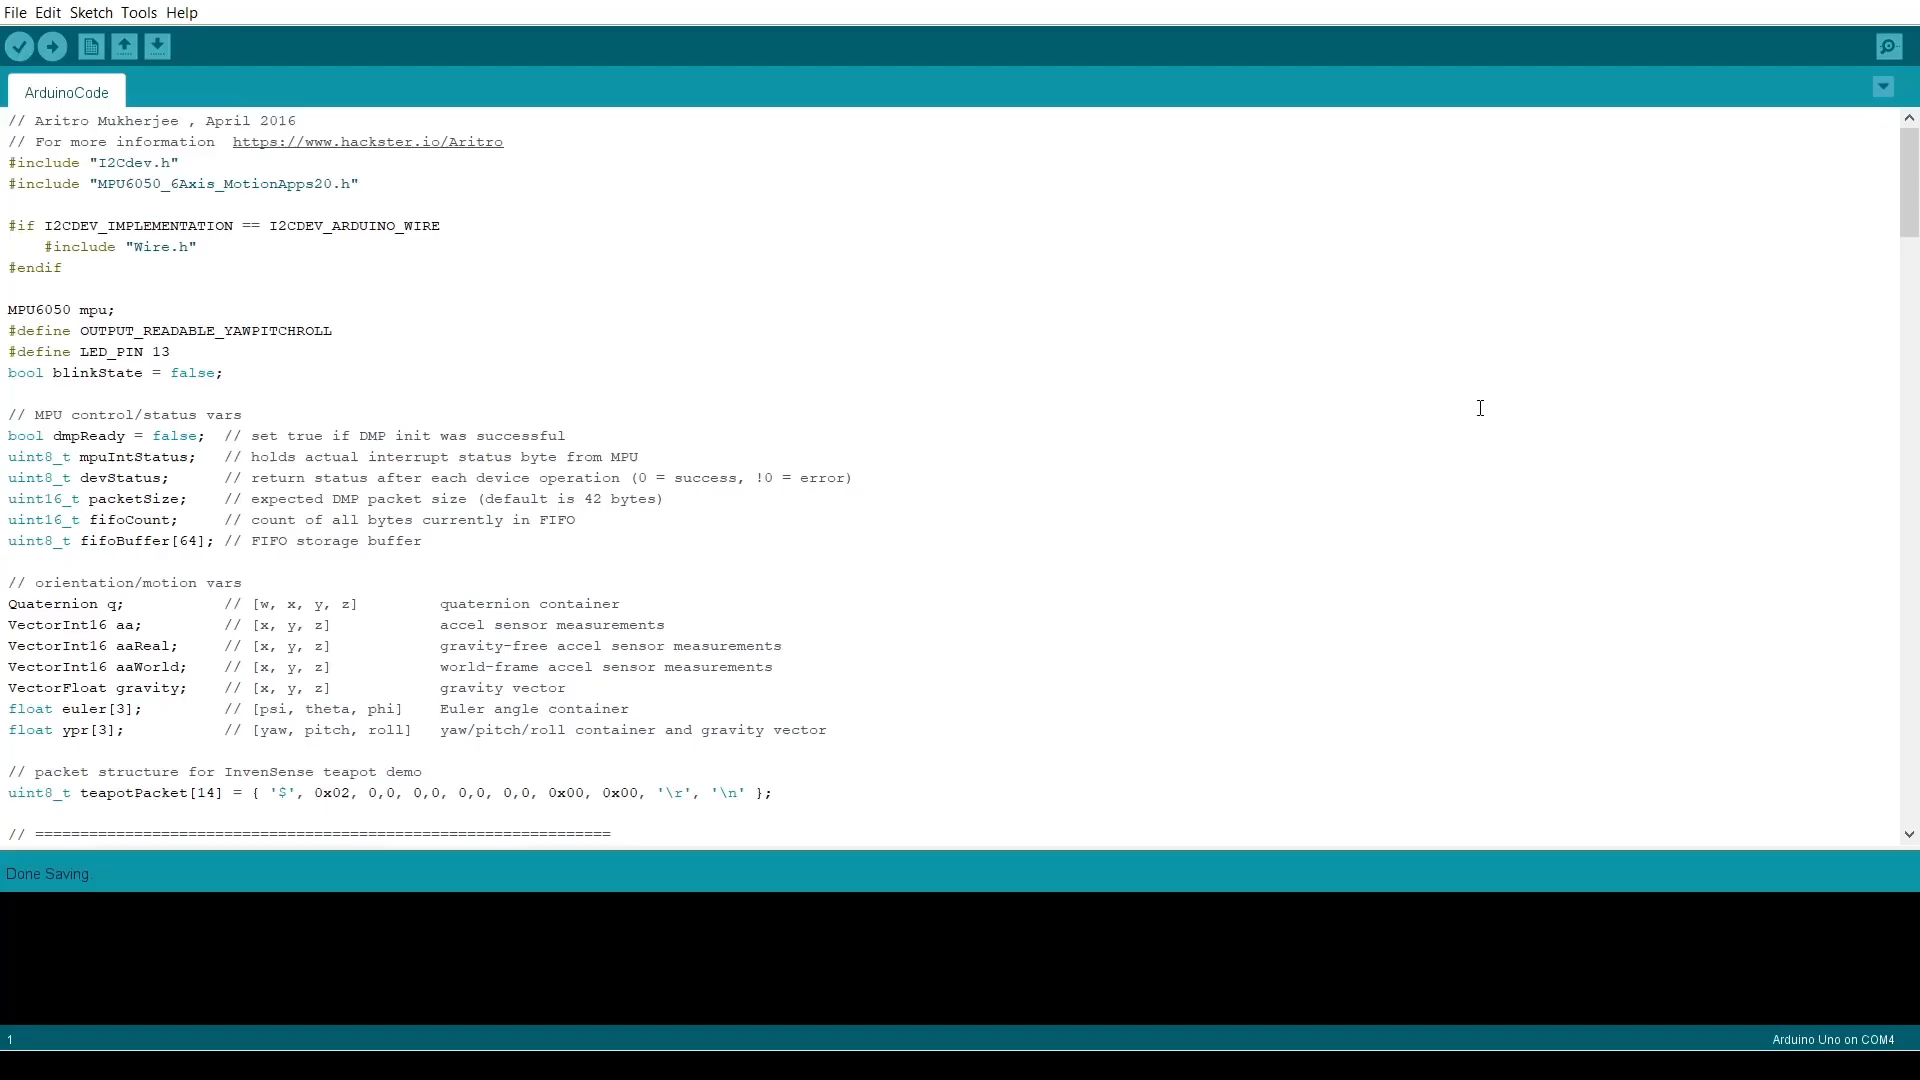 File Edit Sketch Tools Help
ArduinoCode
// Aritro Mukherjee , April 2016
// For more information  https://www.hackster.io/Aritro
#include "I2Cdev.h"
#include "MPU6050_6Axis_MotionApps20.h"
#if I2CDEV_IMPLEMENTATION == I2CDEV_ARDUINO_WIRE
    #include "Wire.h"
#endif
MPU6050 mpu;
#define OUTPUT_READABLE_YAWPITCHROLL
#define LED_PIN 13
bool blinkState = false;
// MPU control/status vars
bool dmpReady = false;  // set true if DMP init was successful
uint8_t mpuIntStatus;   // holds actual interrupt status byte from MPU
uint8_t devStatus;      // return status after each device operation (0 = success, !0 = error)
uint16_t packetSize;    // expected DMP packet size (default is 42 bytes)
uint16_t fifoCount;     // count of all bytes currently in FIFO
uint8_t fifoBuffer[64]; // FIFO storage buffer
// orientation/motion vars
Quaternion q;           // [w, x, y, z]         quaternion container
VectorInt16 aa;         // [x, y, z]            accel sensor measurements
VectorInt16 aaReal;     // [x, y, z]            gravity-free accel sensor measurements
VectorInt16 aaWorld;    // [x, y, z]            world-frame accel sensor measurements
VectorFloat gravity;    // [x, y, z]            gravity vector
float euler[3];         // [psi, theta, phi]    Euler angle container
float ypr[3];           // [yaw, pitch, roll]   yaw/pitch/roll container and gravity vector
// packet structure for InvenSense teapot demo
uint8_t teapotPacket[14] = { '$', 0x02, 0,0, 0,0, 0,0, 0,0, 0x00, 0x00, '\r', '\n' };
// ================================================================
Done Saving.
1
Arduino Uno on COM4